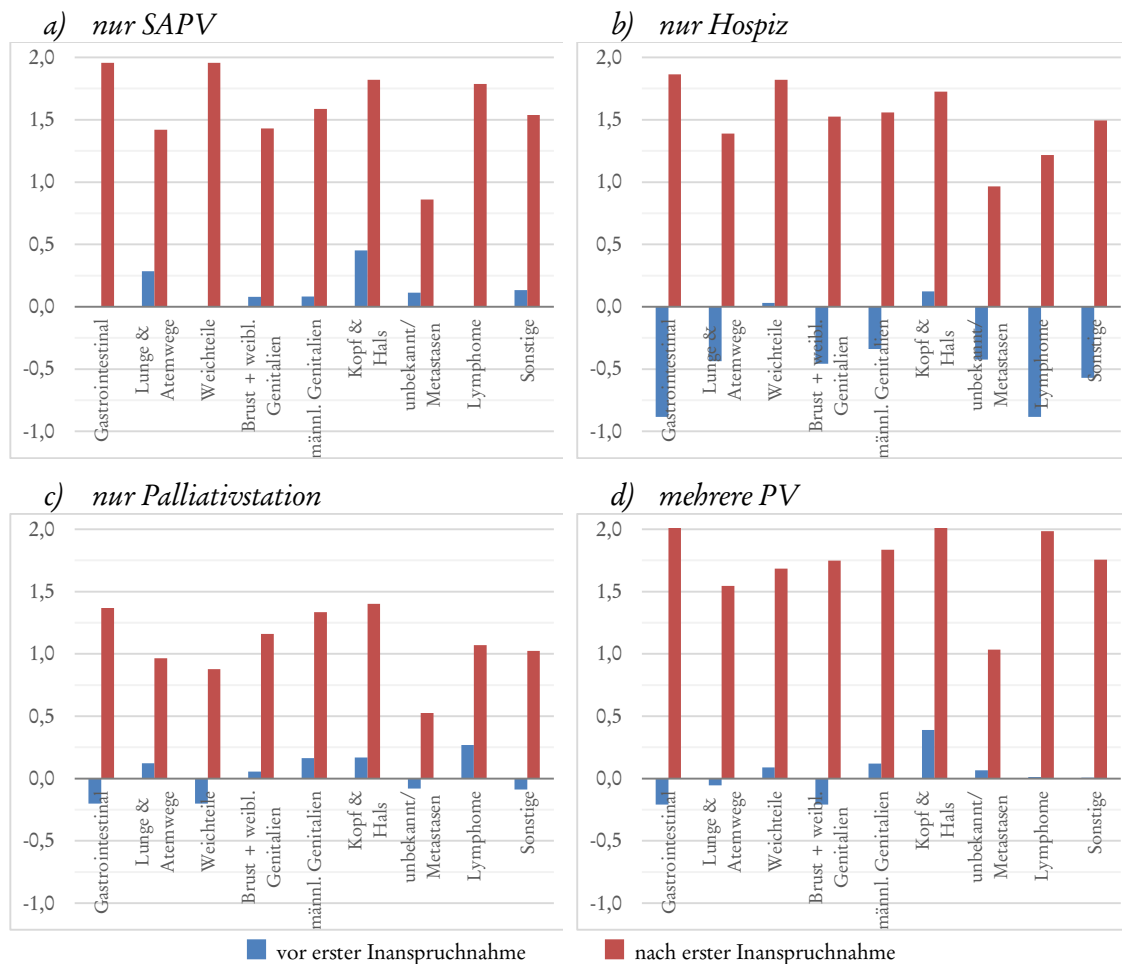 a) nur SAPV
2,0
1,5
1,0
0,5
0,0
-0,5
-1,0
Gastrointestinal
Lunge &
Atemwege
Weichteile
Brust + weibl.
Genitalien
männl. Genitalien
Kopf &
Hals
unbekannt/
Metastasen
Lymphome
Sonstige
b) nur Hospiz
2,0
1,5
1,0
0,5
0,0
-0,5
-1,0
Gastrointestinal
Lunge &
Atemwege
Weichteile
Brust + weibl.
Genitalien
männl. Genitalien
Kopf &
Hals
unbekannt/
Metastasen
Lymphome
Sonstige
c) nur Palliativstation
2,0
1,5
1,0
0,5
0,0
-0,5
-1,0
Gastrointestinal
Lunge &
Atemwege
Weichteile
Brust + weibl.
Genitalien
männl. Genitalien
Kopf &
Hals
unbekannt/
Metastasen
Lymphome
Sonstige
d) mehrere PV
2,0
1,5
1,0
0,5
0,0
-0,5
-1,0
Gastrointestinal
Lunge &
Atemwege
Weichteile
Brust + weibl.
Genitalien
männl. Genitalien
Kopf &
Hals
unbekannt/
Metastasen
Lymphome
Sonstige
vor erster Inanspruchnahme
nach erster Inanspruchnahme